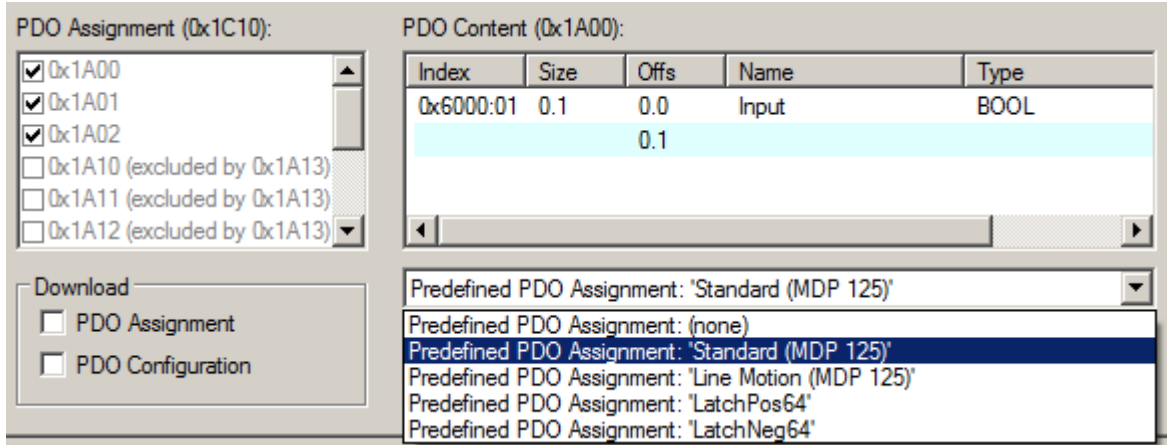 PDO Assignment (0x1C10):
0x1A00
0x1A01
0x1A02
0x1A10 (excluded by 0x1A13)
0x1A11 (excluded by 0x1A13)
0x1A12 (excluded by 0x1A13)
PDO Content (0x1A00):
Index Size Offs Name Type
0x6000:01 0.1 0.0 Input BOOL
0.1
Download
PDO Assignment
PDO Configuration
Predefined PDO Assignment: 'Standard (MDP 125)'
Predefined PDO Assignment: (none)
Predefined PDO Assignment: 'Standard (MDP 125)'
Predefined PDO Assignment: 'Line Motion (MDP 125)'
Predefined PDO Assignment: 'LatchPos64'
Predefined PDO Assignment: 'LatchNeg64'